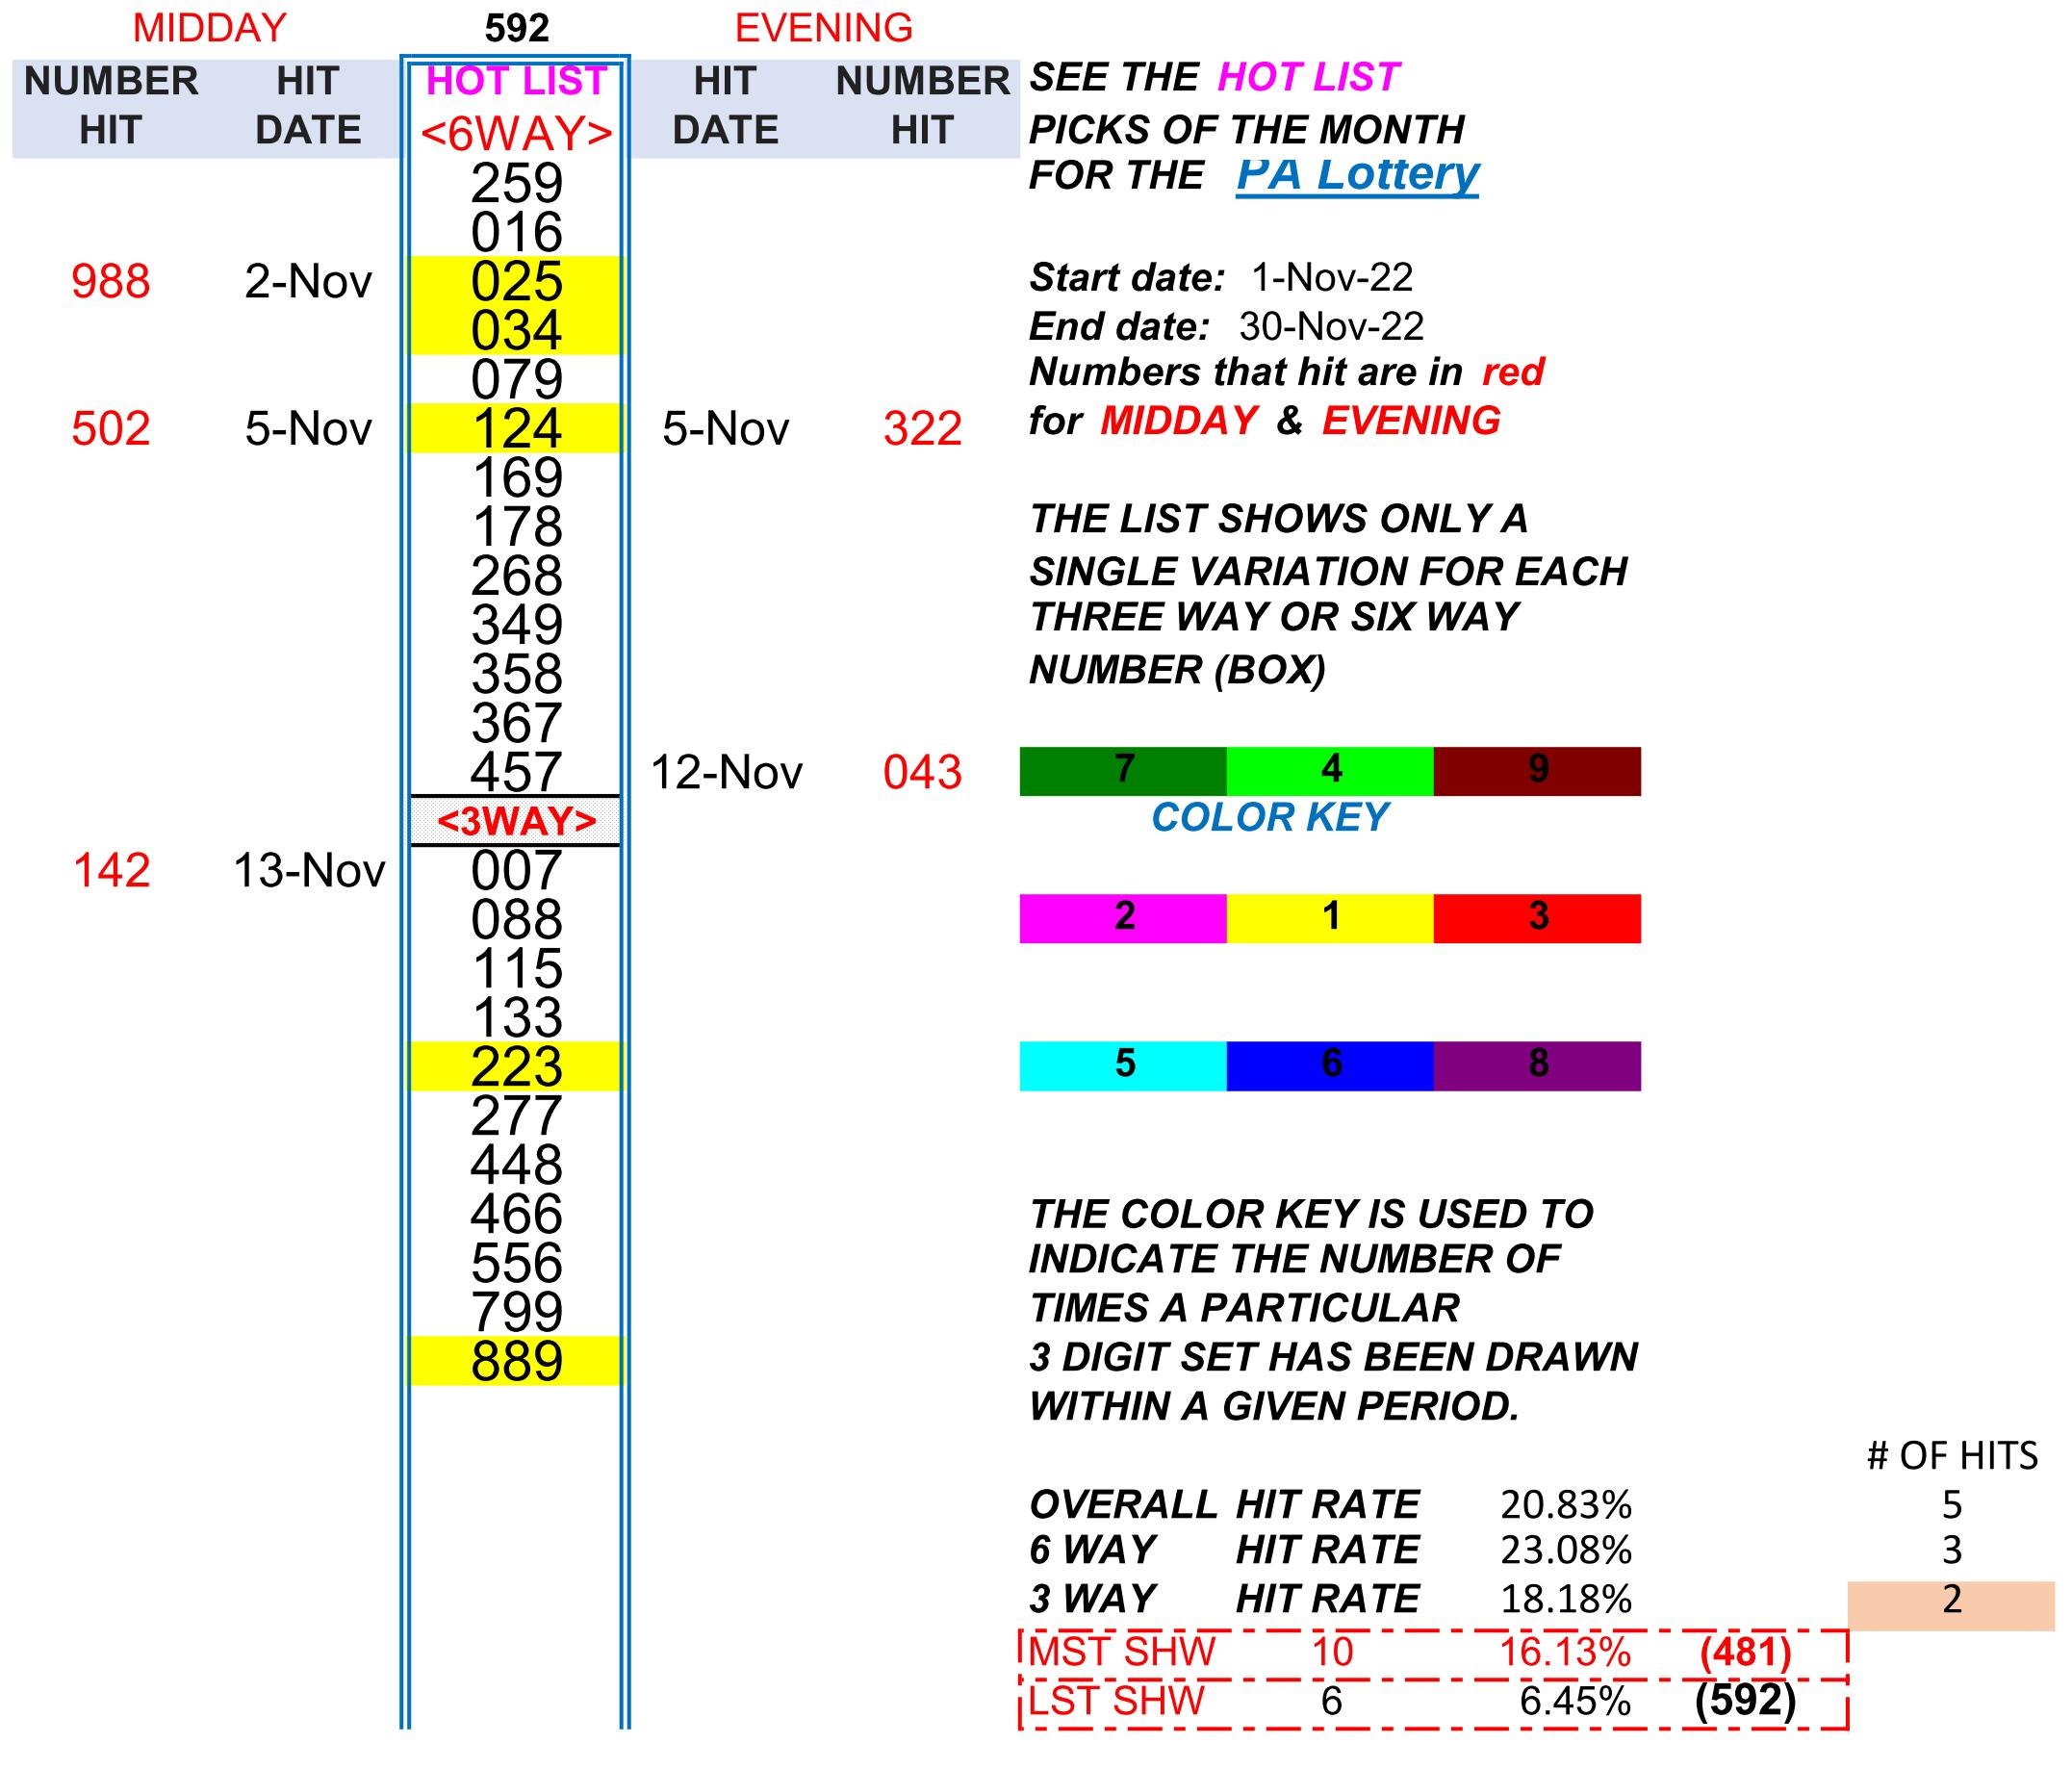 MIDDAY 592 EVENING
NUMBER HIT HOT LIST HIT NUMBER SEE THE HOT LIST
HIT DATE <6WAY> DATE HIT PICKS OF THE MONTH
259 FOR THE PA Lottery
016
988 2-Nov 025 Start date: 1-Nov-22
034 End date: 30-Nov-22
079 Numbers that hit are in red
502 5-Nov 124 5-Nov 322 for MIDDAY & EVENING
169
178 THE LIST SHOWS ONLY A
268 SINGLE VARIATION FOR EACH
349 THREE WAY OR SIX WAY
358 NUMBER (BOX)
367
457 12-Nov 043 7 4 9
<3WAY> COLOR KEY
142 13-Nov 007
088 2 1 3
115
133
223 5 6 8
277
448
466 THE COLOR KEY IS USED TO
556 INDICATE THE NUMBER OF
799 TIMES A PARTICULAR
889 3 DIGIT SET HAS BEEN DRAWN
WITHIN A GIVEN PERIOD.
# OF HITS
OVERALL HIT RATE 20.83% 5
6 WAY HIT RATE 23.08% 3
3 WAY HIT RATE 18.18% 2
MST SHW 10 16.13% (481)
LST SHW 6 6.45% (592)